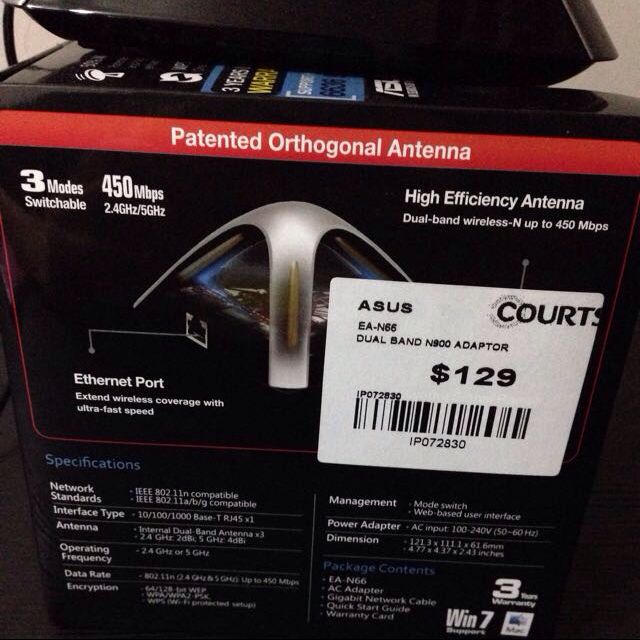 3 YEARS
WARRANTY
Patented Orthogonal Antenna
3 Modes
Switchable
450Mbps
2.4GHz/5GHz
High Efficiency Antenna
Dual-band wireless-N up to 450 Mbps
ASUS
COURTS
EA-N66
DUAL BAND N900 ADAPTOR
$129
IP072830
IP072830
Ethernet Port
Extend wireless coverage with
ultra-fast speed
Specifications
Network
Standards
- IEEE 802.11n compatible
- IEEE 802.11a/b/g compatible
Interface Type - 10/100/1000 Base-T RJ45 x1
Antenna
- Internal Dual-Band Antenna x3
- 2.4 GHz: 2dBi, 5 GHz: 4dBi
Operating
Frequency
- 2.4 GHz or 5 GHz
Data Rate - 802.11n (2.4 GHz & 5 GHz): Up to 450 Mbps
Encryption
- 64/128-bit WEP
- WPA/WPA2-PSK
- WPS (Wi-Fi protected setup)
Management
- Mode switch
- Web-based user interface
Power Adapter - AC input: 100-240V (50~60 Hz)
Dimension
- 121.3 x 111.1 x 61.6mm
- 4.77 x 4.37 x 2.43 inches
Package Contents
- EA-N66
- AC Adapter
- Gigabit Network Cable
- Quick Start Guide
- Warranty Card
3 Years
Warranty
Win 7
Support
Mac